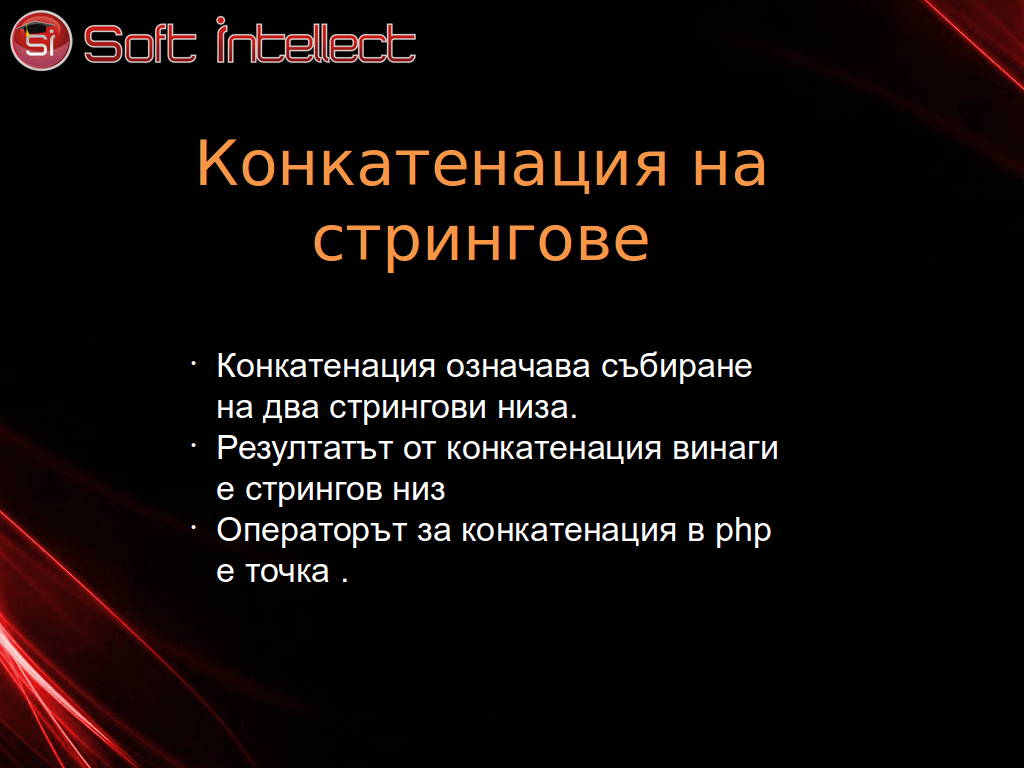 si Soft Intellect
Конкатенация на
стрингове
· Конкатенация означава събиране
на два стрингови низа.
· Резултатът от конкатенация винаги
е стрингов низ
· Операторът за конкатенация в php
е точка .